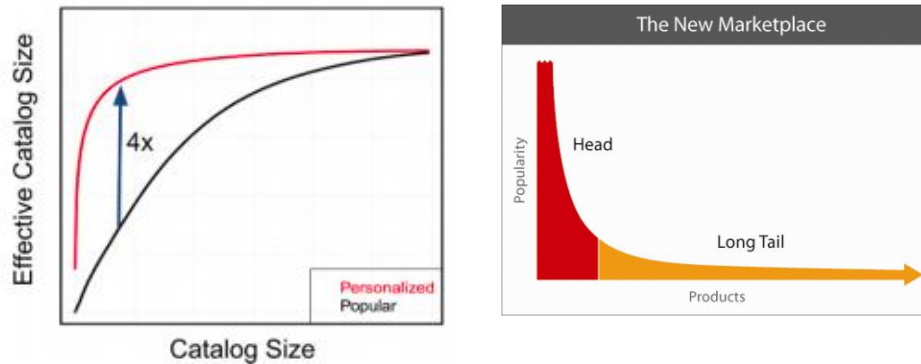 Effective Catalog Size
4x
Personalized
Popular
Catalog Size
The New Marketplace
Popularity
Head
Long Tail
Products